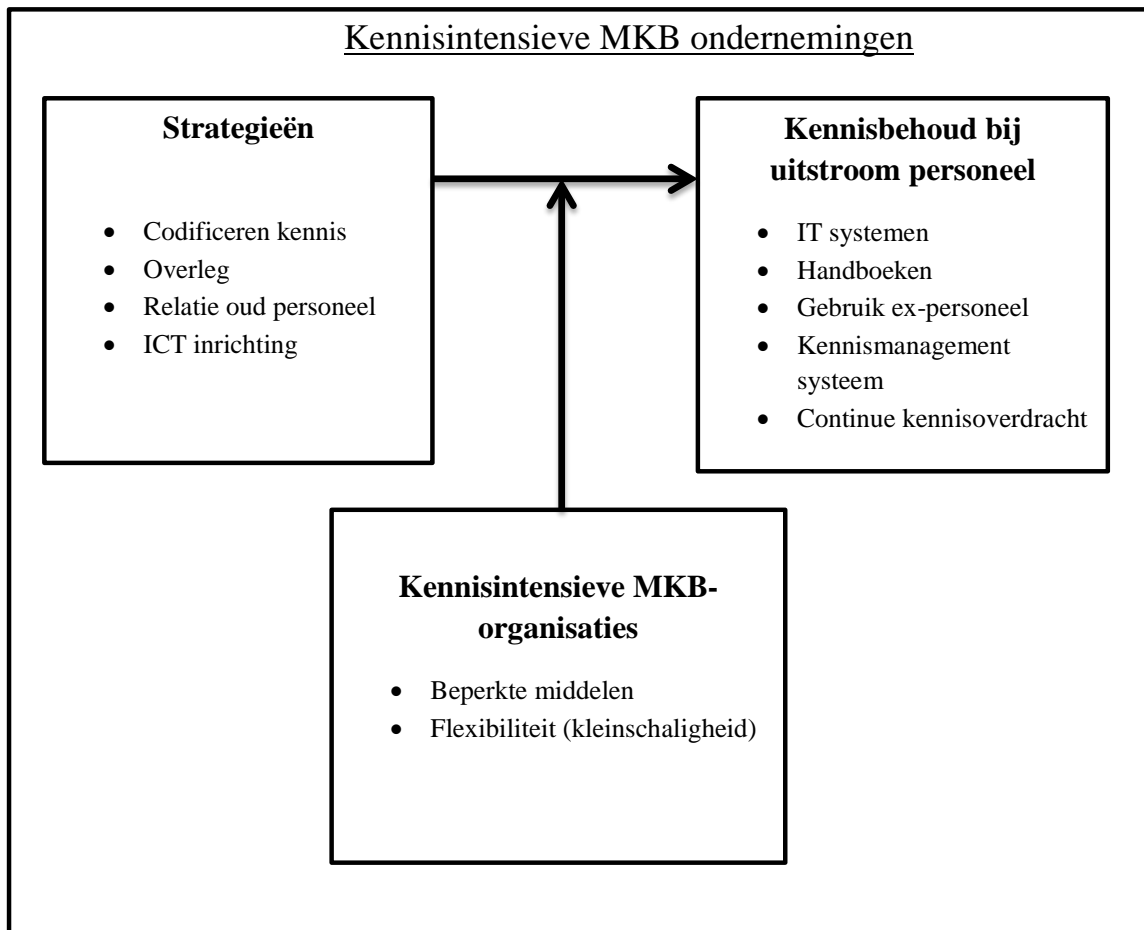 Kennisintensieve MKB ondernemingen
Strategieën
• Codificeren kennis
• Overleg
• Relatie oud personeel
• ICT inrichting
Kennisbehoud bij
uitstroom personeel
• IT systemen
• Handboeken
• Gebruik ex-personeel
• Kennismanagement
systeem
• Continue kennisoverdracht
Kennisintensieve MKB-
organisaties
• Beperkte middelen
• Flexibiliteit (kleinschaligheid)